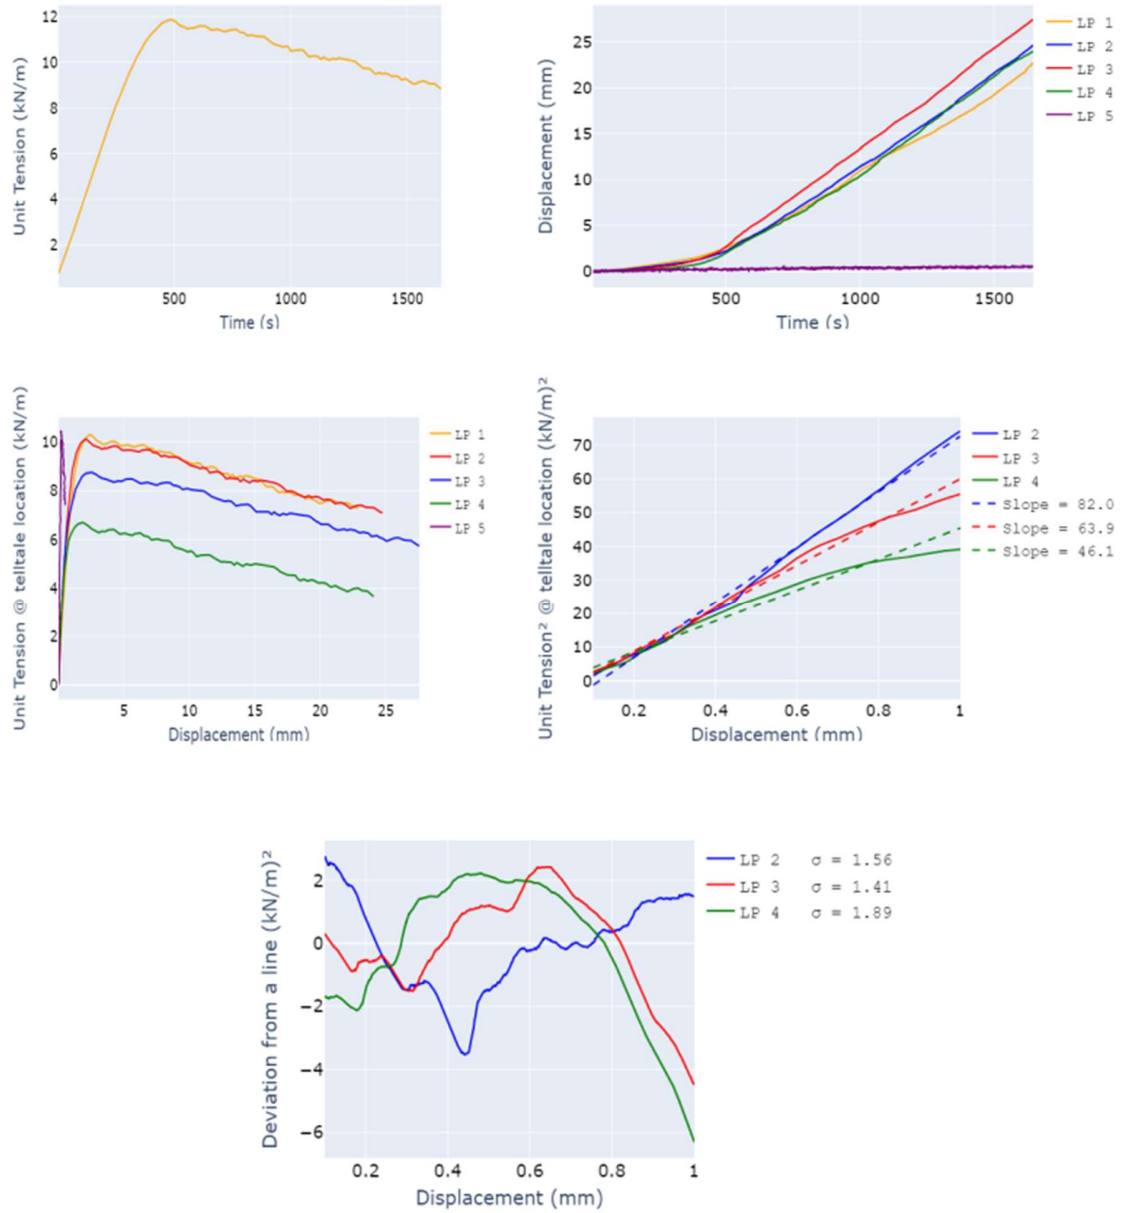 Unit Tension (kN/m)
12
10
8
6
4
2
500
1000
1500
Time (s)
Displacement (mm)
25
20
15
10
5
0
500
1000
1500
Time (s)
LP 1
LP 2
LP 3
LP 4
LP 5
Unit Tension @ telltale location (kN/m)
10
8
6
4
2
0
5
10
15
20
25
Displacement (mm)
LP 1
LP 2
LP 3
LP 4
LP 5
Unit Tension² @ telltale location (kN/m)²
70
60
50
40
30
20
10
0
0.2
0.4
0.6
0.8
1
Displacement (mm)
LP 2
LP 3
LP 4
Slope = 82.0
Slope = 63.9
Slope = 46.1
Deviation from a line (kN/m)²
2
0
−2
−4
−6
0.2
0.4
0.6
0.8
1
Displacement (mm)
LP 2 σ = 1.56
LP 3 σ = 1.41
LP 4 σ = 1.89